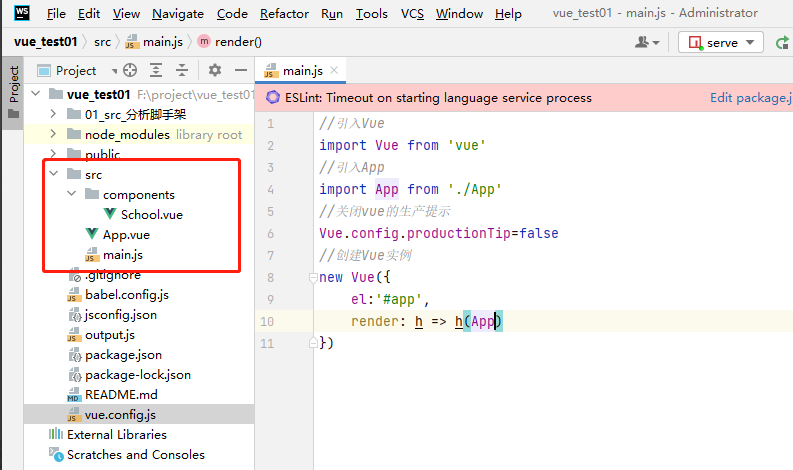 WS File Edit View Navigate Code Refactor Run Tools VCS Window Help vue_test01 - main.js - Administrator
vue_test01 src JS main.js m render() serve
Project
Project
main.js
vue_test01 F:\project\vue_test01
01_src_分析脚手架
node_modules library root
public
src
components
School.vue
App.vue
main.js
.gitignore
babel.config.js
jsconfig.json
output.js
package.json
package-lock.json
README.md
vue.config.js
External Libraries
Scratches and Consoles
ESLint: Timeout on starting language service process Edit package.j
1 //引入Vue
2 import Vue from 'vue'
3 //引入App
4 import App from './App'
5 //关闭vue的生产提示
6 Vue.config.productionTip=false
7 //创建Vue实例
8 new Vue({
9 el:'#app',
10 render: h => h(App)
11 })